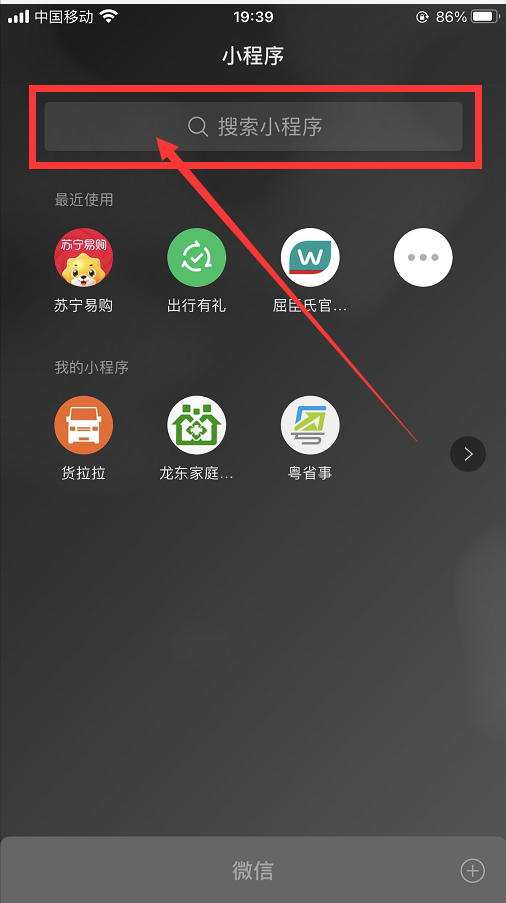 中国移动 19:39 86%
小程序
搜索小程序
最近使用
苏宁易购
W
苏宁易购 出行有礼 屈臣氏官...
我的小程序
货拉拉 龙东家庭... 粤省事
微信